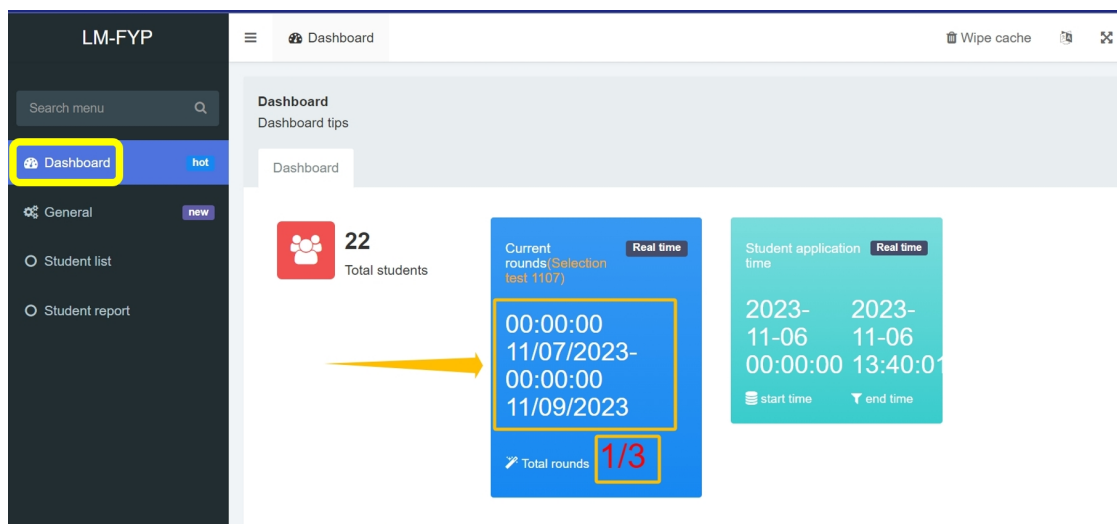 LM-FYP
Dashboard
Wipe cache
Search menu
Dashboard hot
General new
Student list
Student report
Dashboard
Dashboard tips
Dashboard
22
Total students
Current
rounds(Selection
test 1107)
Real time
00:00:00
11/07/2023-
00:00:00
11/09/2023
Total rounds 1/3
Student application
time
Real time
2023-
11-06
00:00:00
start time
2023-
11-06
13:40:01
end time